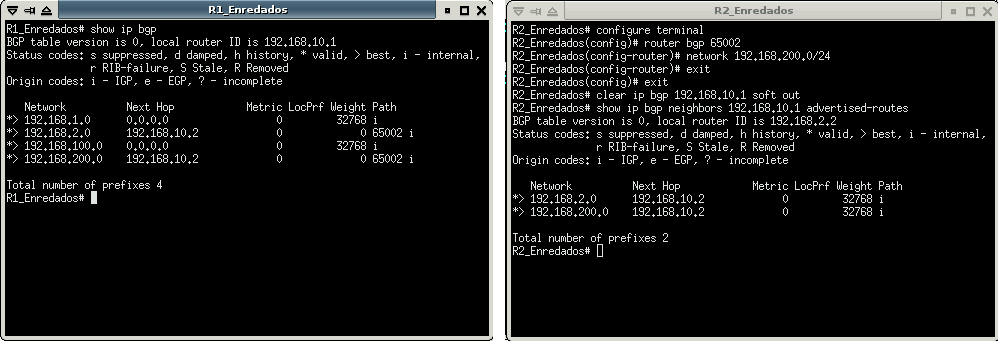 R1_Enredados
R1_Enredados# show ip bgp
BGP table version is 0, local router ID is 192.168.10.1
Status codes: s suppressed, d damped, h history, * valid, > best, i - internal,
              r RIB-failure, S Stale, R Removed
Origin codes: i - IGP, e - EGP, ? - incomplete
   Network          Next Hop            Metric LocPrf Weight Path
*> 192.168.1.0      0.0.0.0                  0         32768 i
*> 192.168.2.0      192.168.10.2             0             0 65002 i
*> 192.168.100.0    0.0.0.0                  0         32768 i
*> 192.168.200.0    192.168.10.2             0             0 65002 i
Total number of prefixes 4
R1_Enredados#
R2_Enredados
R2_Enredados# configure terminal
R2_Enredados(config)# router bgp 65002
R2_Enredados(config-router)# network 192.168.200.0/24
R2_Enredados(config-router)# exit
R2_Enredados(config)# exit
R2_Enredados# clear ip bgp 192.168.10.1 soft out
R2_Enredados# show ip bgp neighbors 192.168.10.1 advertised-routes
BGP table version is 0, local router ID is 192.168.2.2
Status codes: s suppressed, d damped, h history, * valid, > best, i - internal,
              r RIB-failure, S Stale, R Removed
Origin codes: i - IGP, e - EGP, ? - incomplete
   Network          Next Hop            Metric LocPrf Weight Path
*> 192.168.2.0      192.168.10.2             0         32768 i
*> 192.168.200.0    192.168.10.2             0         32768 i
Total number of prefixes 2
R2_Enredados#